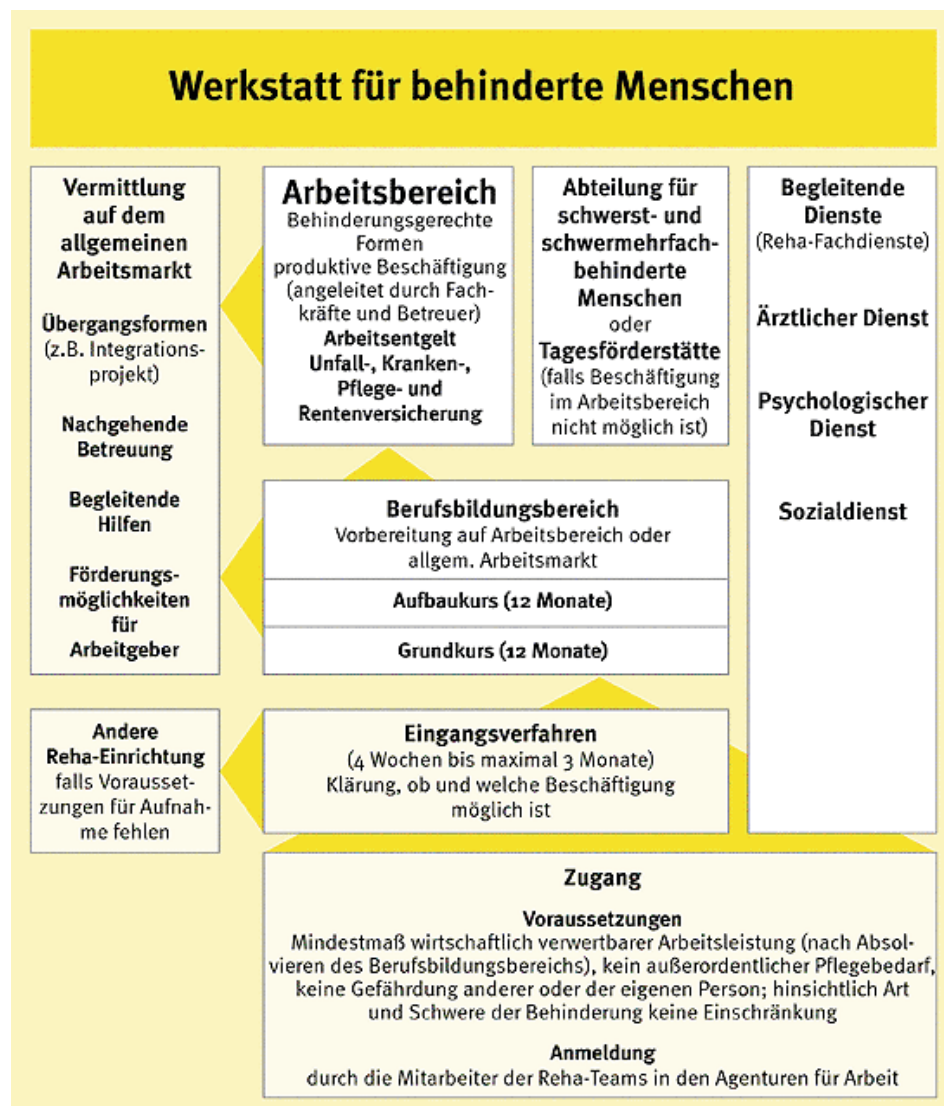 Werkstatt für behinderte Menschen
Vermittlung
auf dem
allgemeinen
Arbeitsmarkt
Übergangsformen
(z.B. Integrations-
projekt)
Nachgehende
Betreuung
Begleitende
Hilfen
Förderungs-
möglichkeiten
für
Arbeitgeber
Arbeitsbereich
Behinderungsgerechte
Formen
produktive Beschäftigung
(angeleitet durch Fach-
kräfte und Betreuer)
Arbeitsentgelt
Unfall-, Kranken-,
Pflege- und
Rentenversicherung
Abteilung für
schwerst- und
schwermehrfach-
behinderte
Menschen
oder
Tagesförderstätte
(falls Beschäftigung
im Arbeitsbereich
nicht möglich ist)
Begleitende
Dienste
(Reha-Fachdienste)
Ärztlicher Dienst
Psychologischer
Dienst
Sozialdienst
Berufsbildungsbereich
Vorbereitung auf Arbeitsbereich oder
allgem. Arbeitsmarkt
Aufbaukurs (12 Monate)
Grundkurs (12 Monate)
Andere
Reha-Einrichtung
falls Vorausset-
zungen für Aufnah-
me fehlen
Eingangsverfahren
(4 Wochen bis maximal 3 Monate)
Klärung, ob und welche Beschäftigung
möglich ist
Zugang
Voraussetzungen
Mindestmaß wirtschaftlich verwertbarer Arbeitsleistung (nach Absol-
vieren des Berufsbildungsbereichs), kein außerordentlicher Pflegebedarf,
keine Gefährdung anderer oder der eigenen Person; hinsichtlich Art
und Schwere der Behinderung keine Einschränkung
Anmeldung
durch die Mitarbeiter der Reha-Teams in den Agenturen für Arbeit